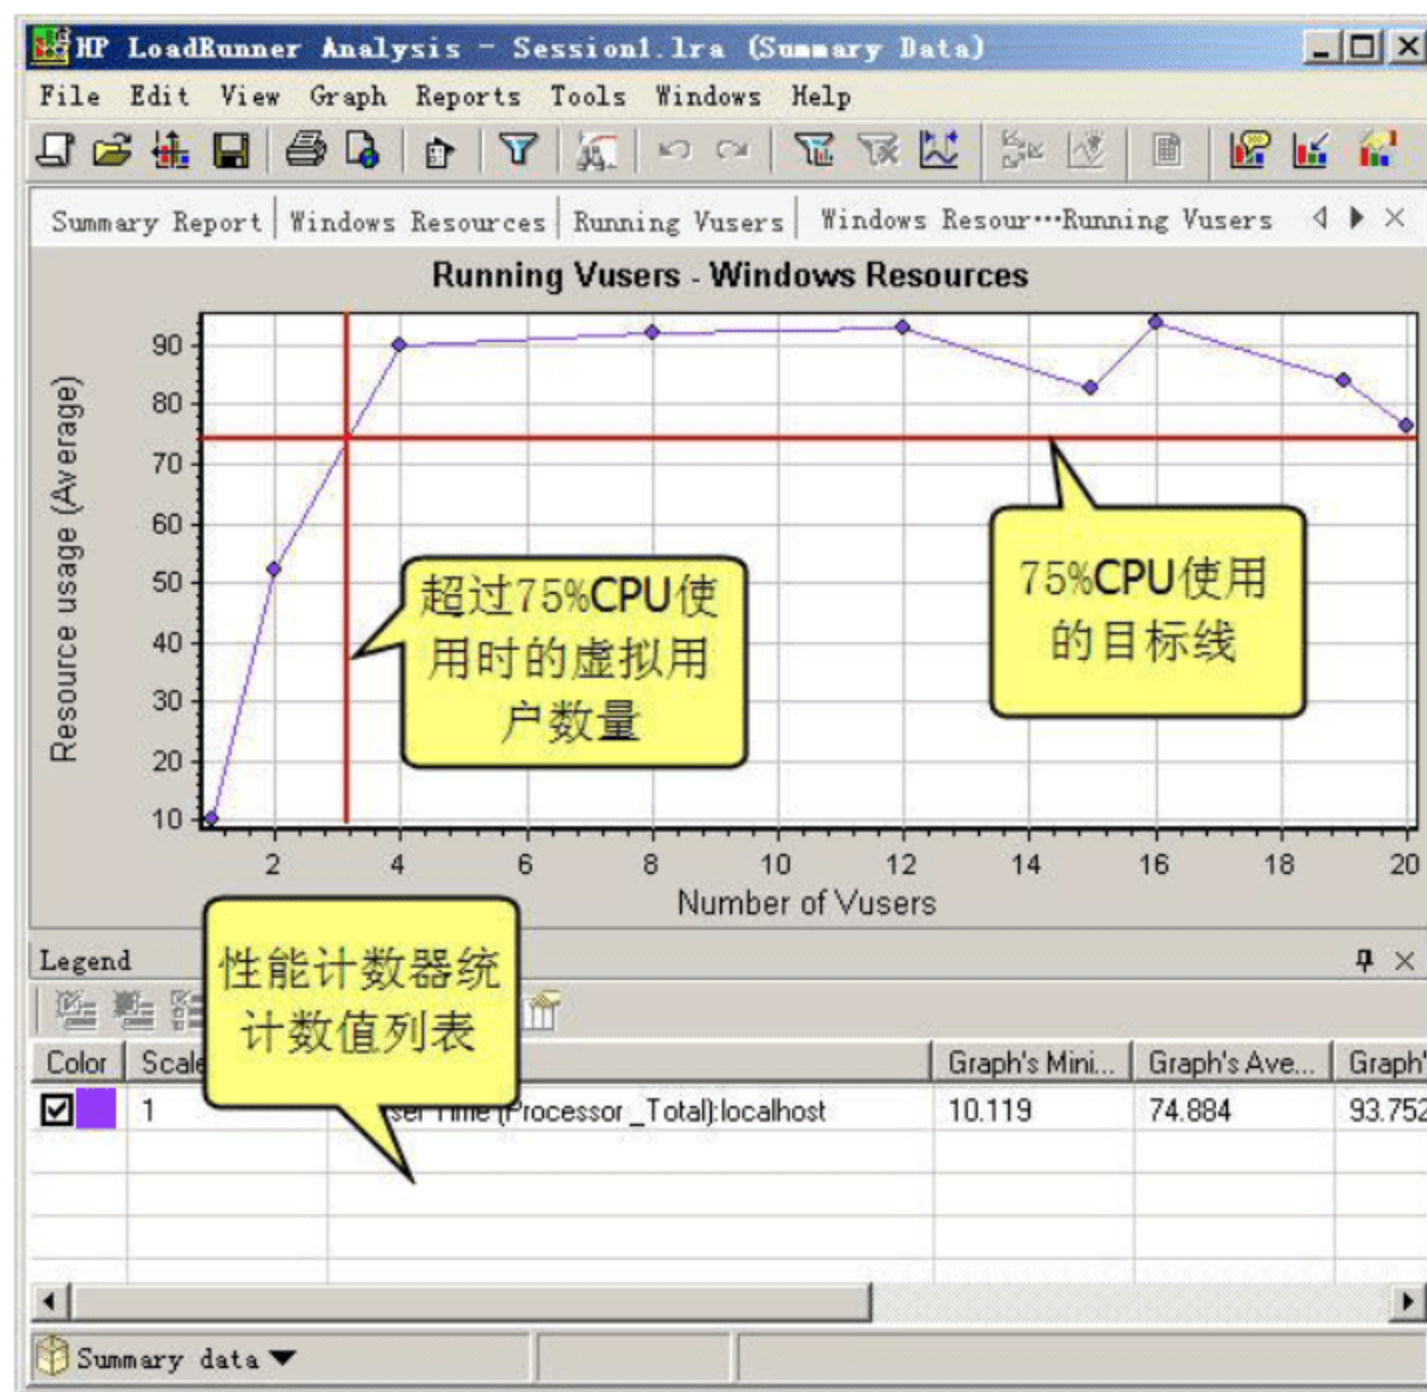 HP LoadRunner Analysis - Session1.lra (Summary Data)
File Edit View Graph Reports Tools Windows Help
Summary Report Windows Resources Running Vusers Windows Resour···Running Vusers
Running Vusers - Windows Resources
Resource usage (Average)
90
80
70
60
50
40
30
20
10
超过75%CPU使
用时的虚拟用
户数量
75%CPU使用
的目标线
2 4 6 8 10 12 14 16 18 20
Number of Vusers
Legend
性能计数器统
计数值列表
Color Scale Graph's Mini... Graph's Ave... Graph'
1 ser Time (Processor _Total):localhost 10.119 74.884 93.752
Summary data